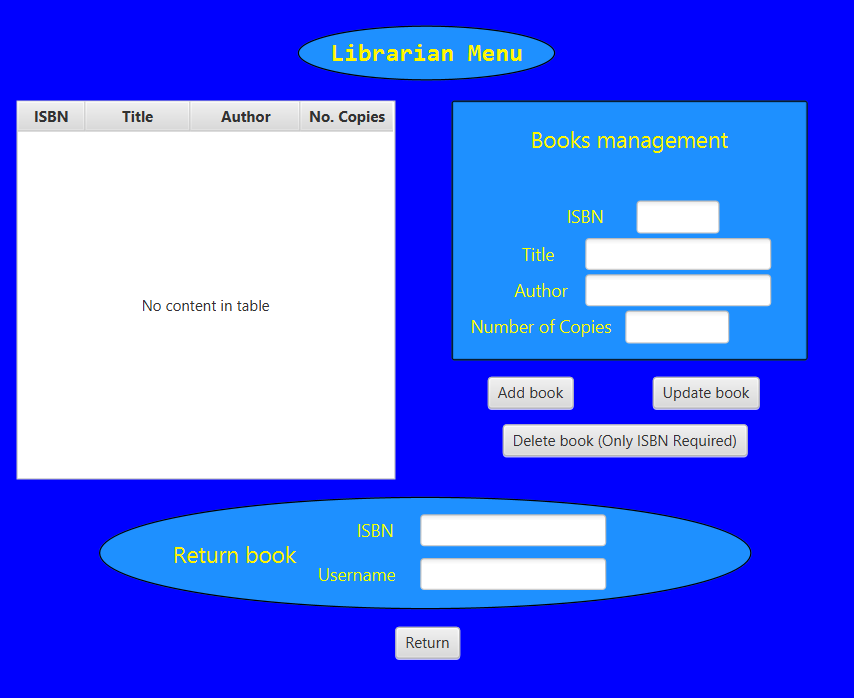 Librarian Menu
ISBN Title Author No. Copies
No content in table
Books management
ISBN
Title
Author
Number of Copies
Add book Update book
Delete book (Only ISBN Required)
Return book
ISBN
Username
Return